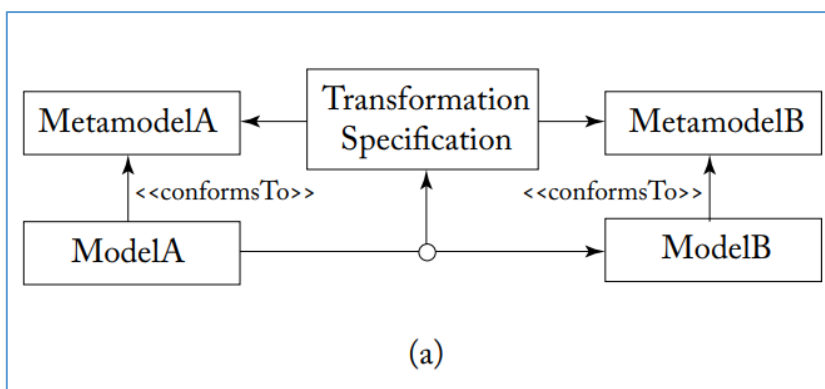 MetamodelA
Transformation
Specification
MetamodelB
<<conformsTo>>
<<conformsTo>>
ModelA
ModelB
(a)